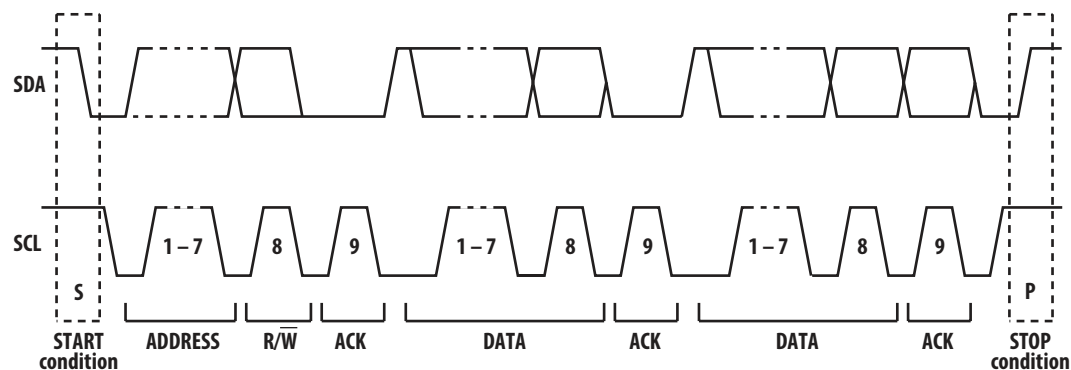 SDA
SCL
1 – 7 8 9 1 – 7 8 9 1 – 7 8 9
S P
START condition ADDRESS R/W̅ ACK DATA ACK DATA ACK STOP condition